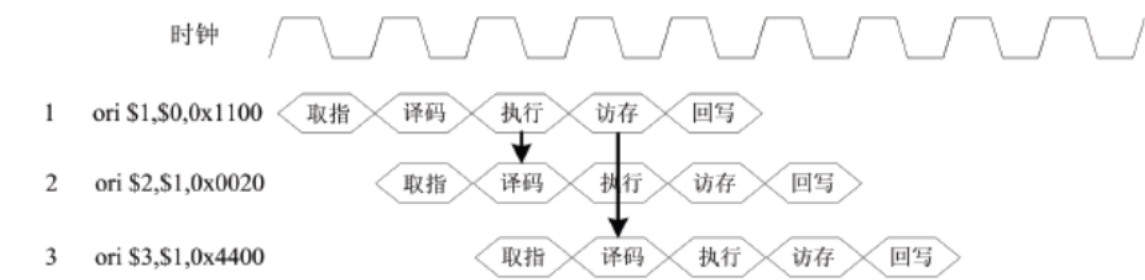 时钟
1 ori $1,$0,0x1100 取指 译码 执行 访存 回写
2 ori $2,$1,0x0020 取指 译码 执行 访存 回写
3 ori $3,$1,0x4400 取指 译码 执行 访存 回写